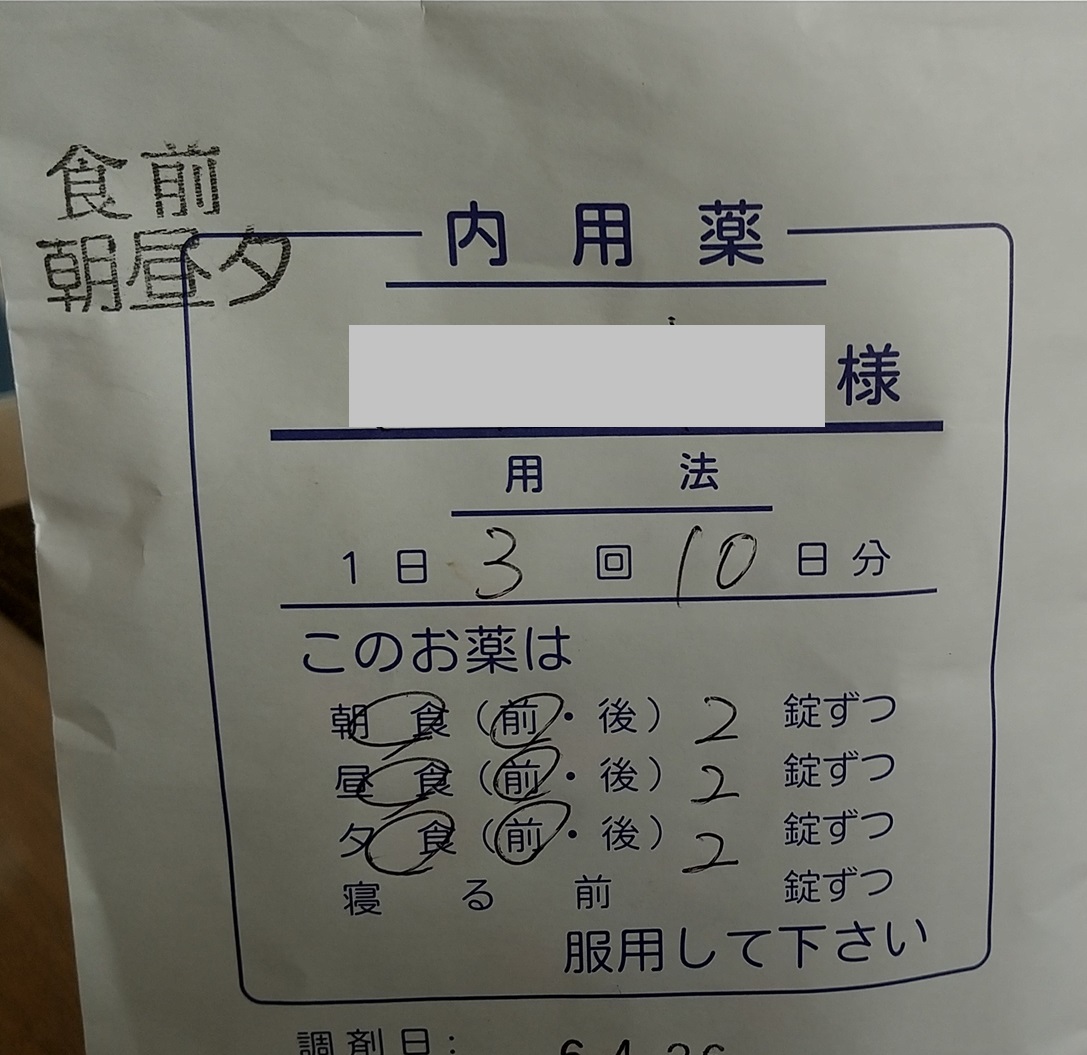 食前
朝昼夕
内用薬
様
用法
1日3回10日分
このお薬は
朝食(前・後)2錠ずつ
昼食(前・後)2錠ずつ
夕食(前・後)2錠ずつ
寝る前 錠ずつ
服用して下さい
調剤日: